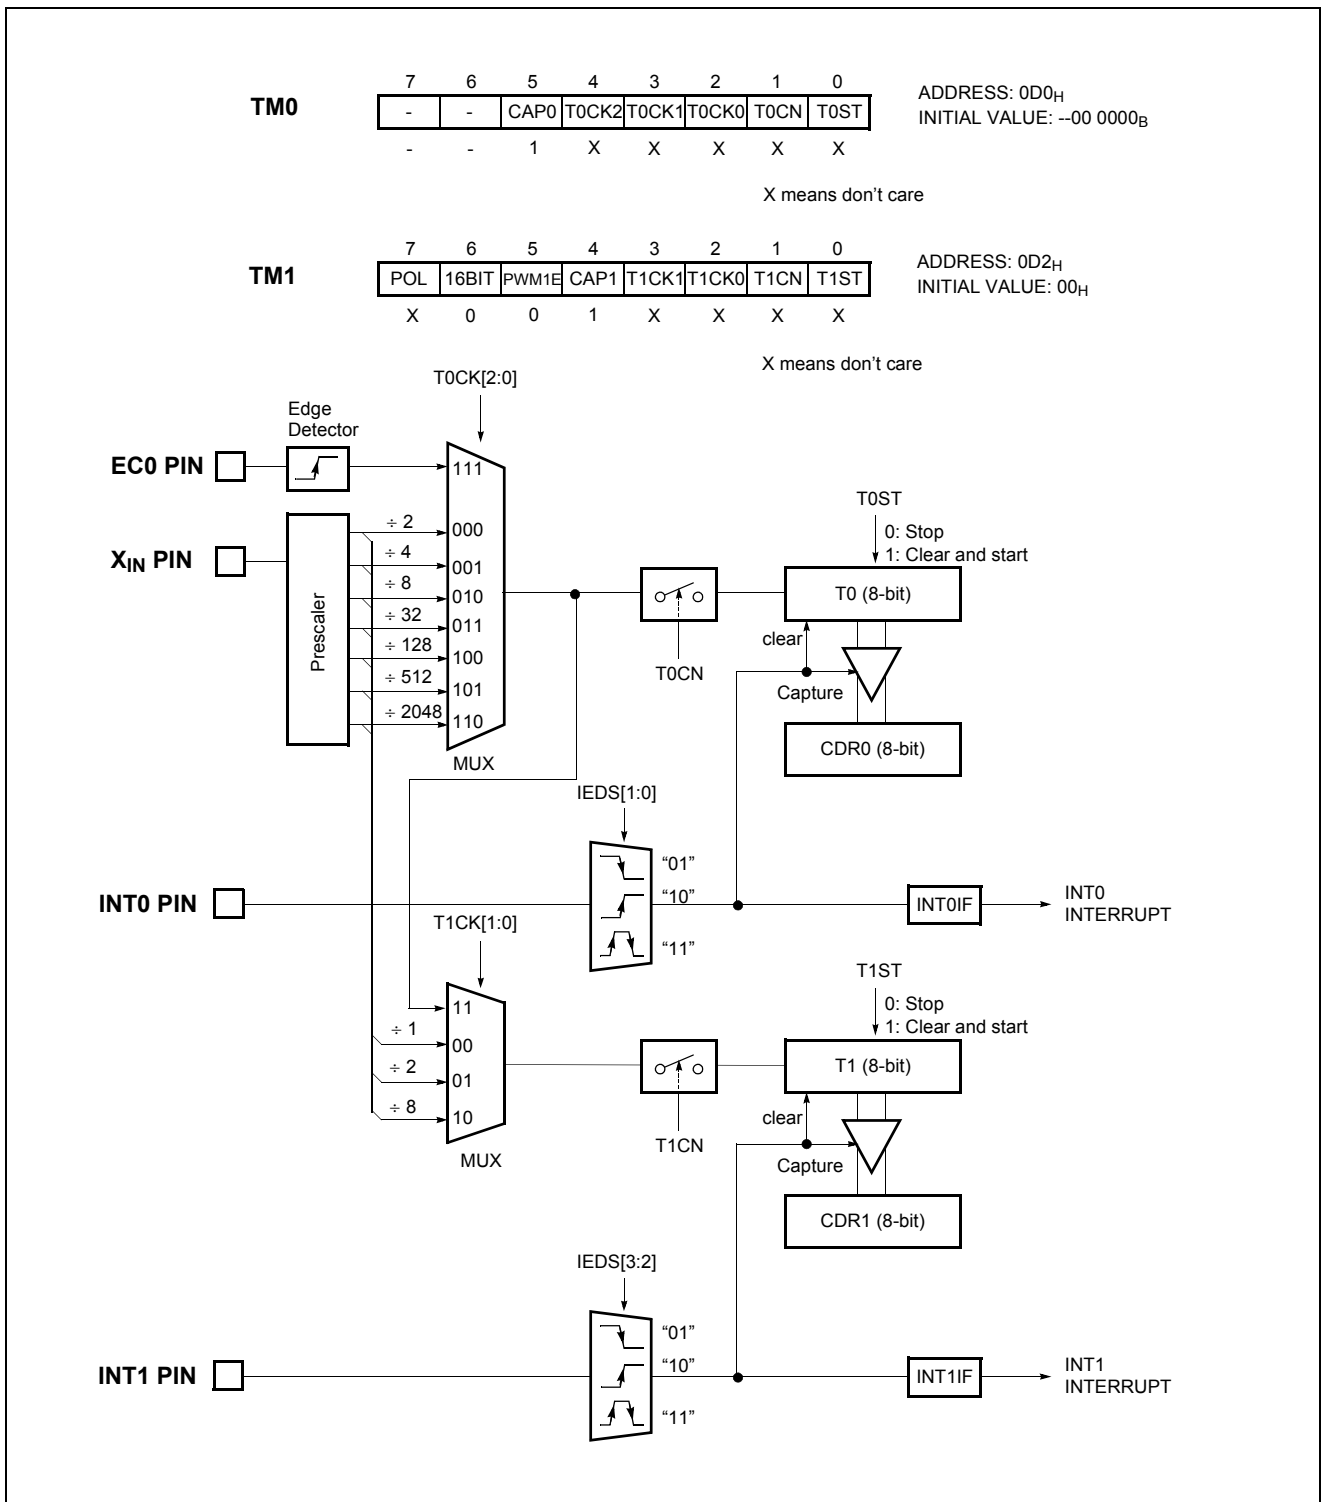 7 6 5 4 3 2 1 0
TM0 - - CAP0 T0CK2 T0CK1 T0CK0 T0CN T0ST
- - 1 X X X X X
ADDRESS: 0D0H
INITIAL VALUE: --00 0000B
X means don’t care
7 6 5 4 3 2 1 0
TM1 POL 16BIT PWM1E CAP1 T1CK1 T1CK0 T1CN T1ST
X 0 0 1 X X X X
ADDRESS: 0D2H
INITIAL VALUE: 00H
X means don’t care
T0CK[2:0]
Edge
Detector
EC0 PIN
111
XIN PIN
Prescaler
÷ 2 000
÷ 4 001
÷ 8 010
÷ 32 011
÷ 128 100
÷ 512 101
÷ 2048 110
MUX
T0CN
T0ST
0: Stop
1: Clear and start
T0 (8-bit)
clear
Capture
CDR0 (8-bit)
IEDS[1:0]
“01”
“10”
“11”
INT0 PIN
INT0IF
INT0
INTERRUPT
T1CK[1:0]
11
÷ 1 00
÷ 2 01
÷ 8 10
MUX
T1CN
T1ST
0: Stop
1: Clear and start
T1 (8-bit)
clear
Capture
CDR1 (8-bit)
IEDS[3:2]
“01”
“10”
“11”
INT1 PIN
INT1IF
INT1
INTERRUPT